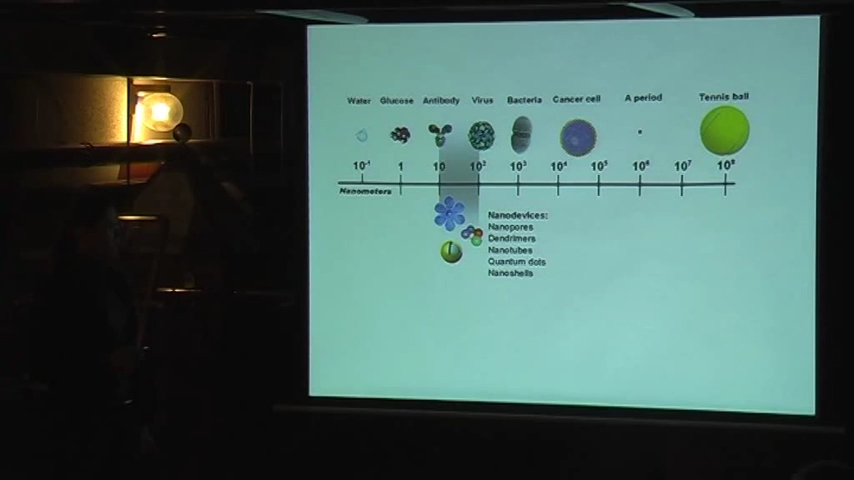 Water Glucose Antibody Virus Bacteria Cancer cell A period Tennis ball
10⁻¹ 1 10 10² 10³ 10⁴ 10⁵ 10⁶ 10⁷ 10⁸
Nanometers
Nanodevices:
Nanopores
Dendrimers
Nanotubes
Quantum dots
Nanoshells